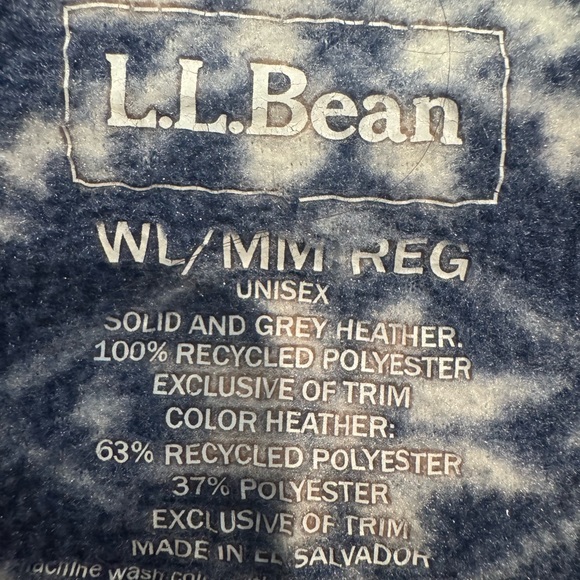 L.L.Bean
WL/MM REG
UNISEX
SOLID AND GREY HEATHER:
100% RECYCLED POLYESTER
EXCLUSIVE OF TRIM
COLOR HEATHER:
63% RECYCLED POLYESTER
37% POLYESTER
EXCLUSIVE OF TRIM
MADE IN EL SALVADOR
wash